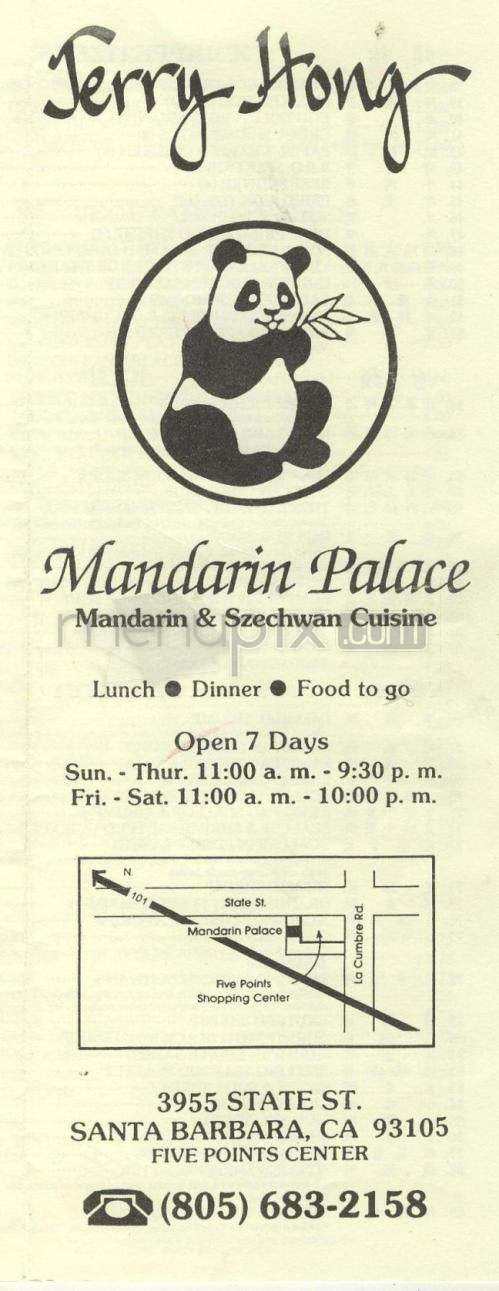 Jerry Hong
Mandarin Palace
Mandarin & Szechwan Cuisine
menupix.com
Lunch ● Dinner ● Food to go
Open 7 Days
Sun. - Thur. 11:00 a. m. - 9:30 p. m.
Fri. - Sat. 11:00 a. m. - 10:00 p. m.
N.
101
State St.
Mandarin Palace
La Cumbre Rd.
Five Points
Shopping Center
3955 STATE ST.
SANTA BARBARA, CA 93105
FIVE POINTS CENTER
(805) 683-2158